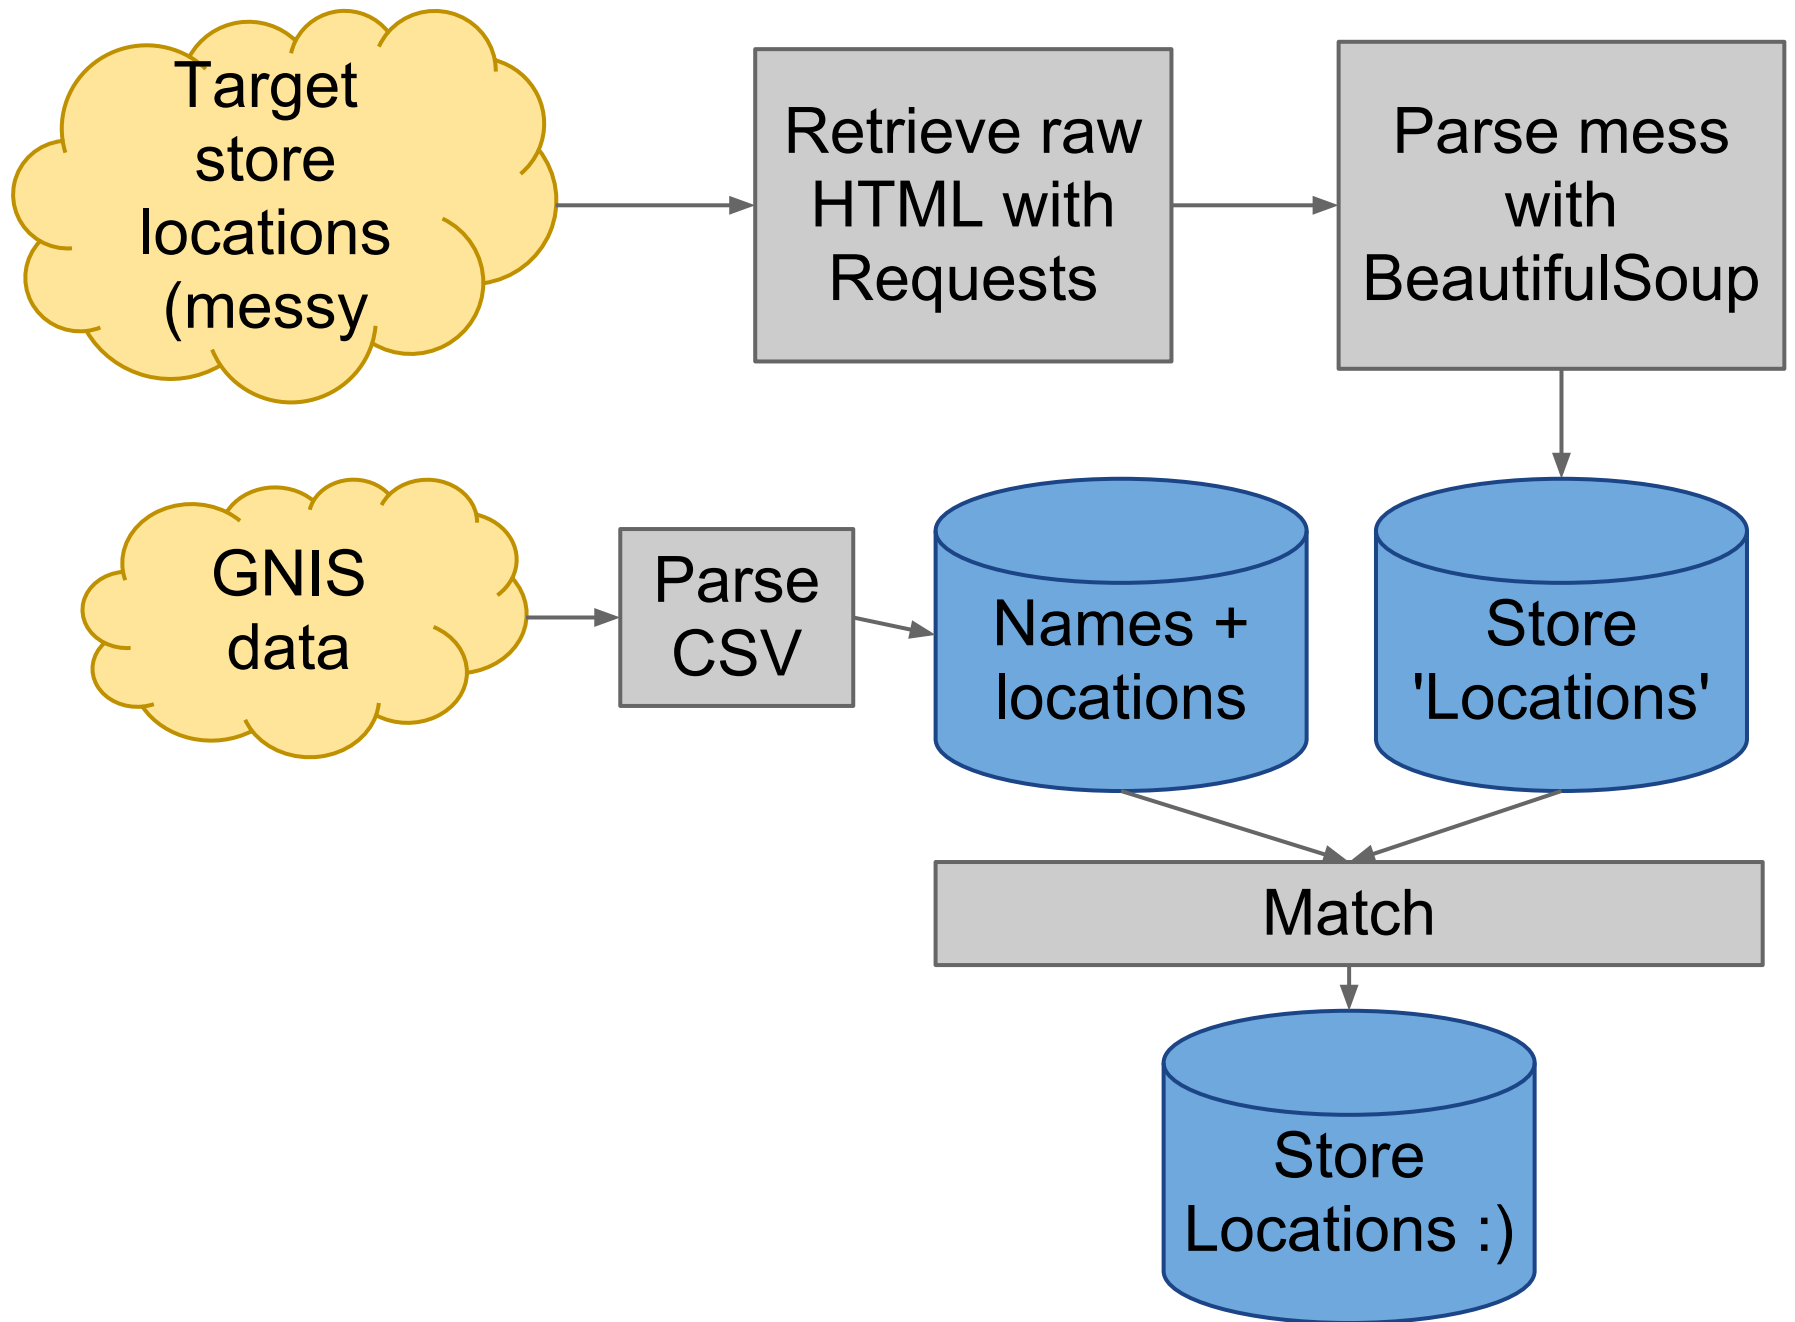 Target
store
locations
(messy
Retrieve raw
HTML with
Requests
Parse mess
with
BeautifulSoup
GNIS
data
Parse
CSV
Names +
locations
Store
'Locations'
Match
Store
Locations :)